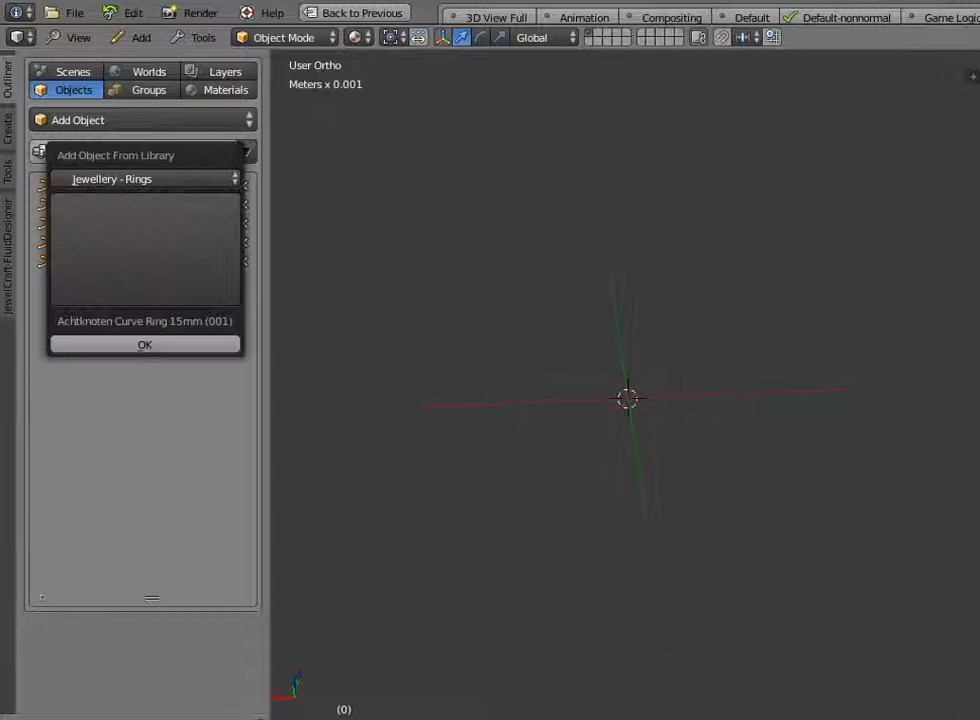 File Edit Render Help Back to Previous 3D View Full Animation Compositing Default Default-nonnormal Game
View Add Tools Object Mode Global
User Ortho
Meters x 0.001
Scenes Worlds Layers
Objects Groups Materials
Add Object
Add Object From Library
Jewellery - Rings
Achtknoten Curve Ring 15mm (001)
OK
Outliner
Create
Tools
JewelCraft-FluidDesigner
(0)